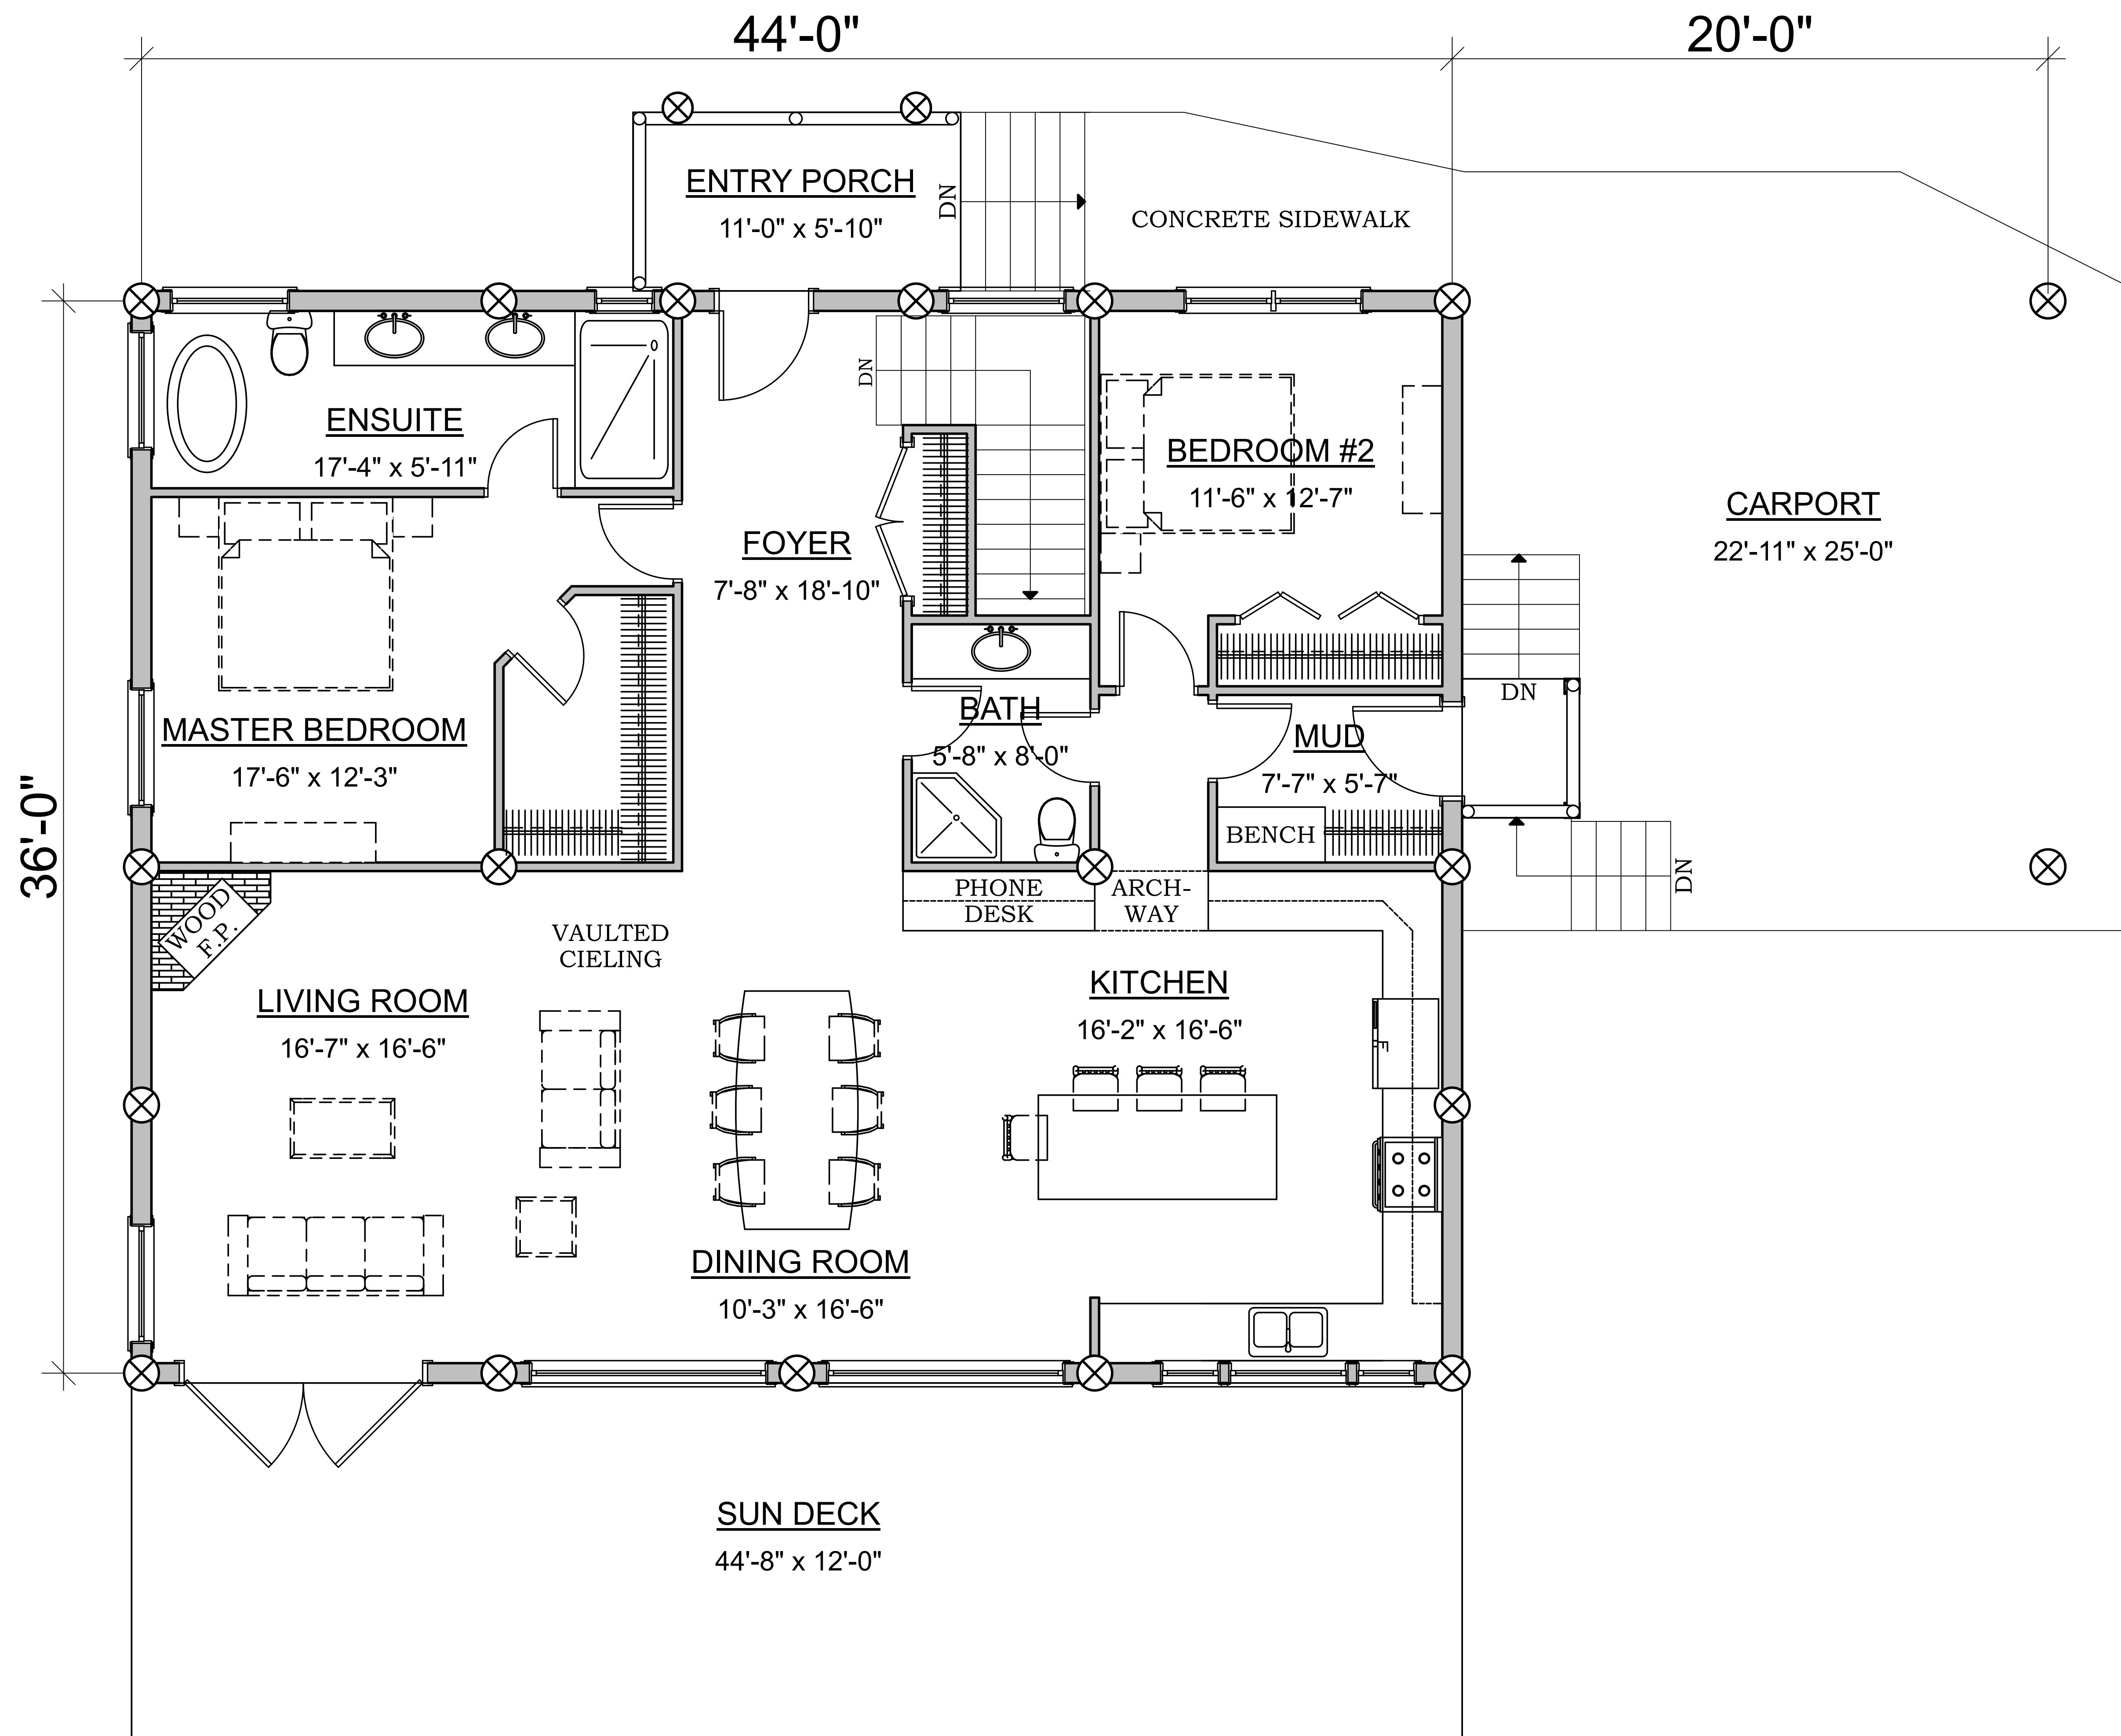 44'-0"
20'-0"
ENTRY PORCH
11'-0" x 5'-10"
DN
CONCRETE SIDEWALK
36'-0"
ENSUITE
17'-4" x 5'-11"
DN
BEDROOM #2
11'-6" x 12'-7"
FOYER
7'-8" x 18'-10"
CARPORT
22'-11" x 25'-0"
MASTER BEDROOM
17'-6" x 12'-3"
BATH
5'-8" x 8'-0"
MUD
7'-7" x 5'-7"
BENCH
DN
DN
PHONE
DESK
ARCH-
WAY
WOOD
F.P.
VAULTED
CIELING
LIVING ROOM
16'-7" x 16'-6"
KITCHEN
16'-2" x 16'-6"
DINING ROOM
10'-3" x 16'-6"
SUN DECK
44'-8" x 12'-0"